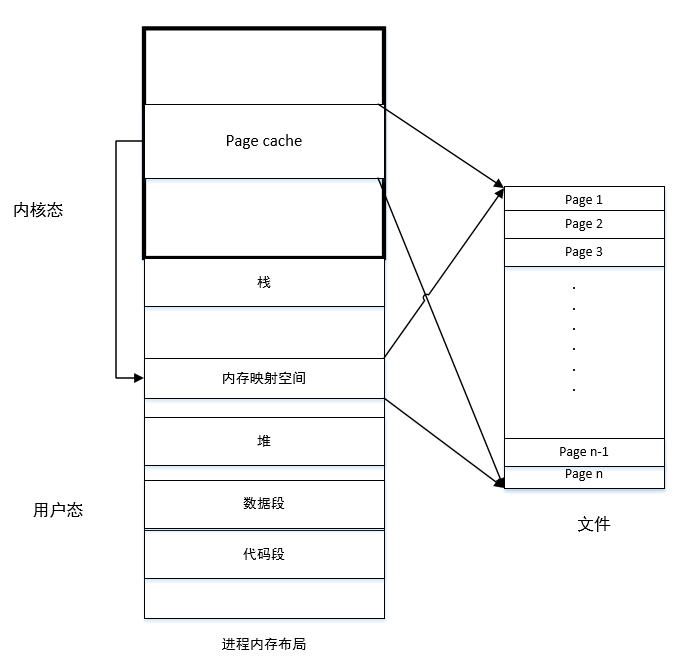 Page cache
内核态
Page 1
Page 2
Page 3
栈
内存映射空间
堆
Page n-1
Page n
用户态
数据段
文件
代码段
进程内存布局